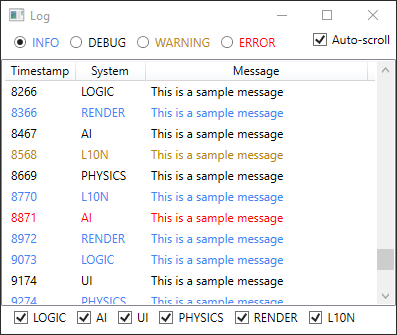 Log
INFO DEBUG WARNING ERROR Auto-scroll
Timestamp System Message
8266 LOGIC This is a sample message
8366 RENDER This is a sample message
8467 AI This is a sample message
8568 L10N This is a sample message
8669 PHYSICS This is a sample message
8770 L10N This is a sample message
8871 AI This is a sample message
8972 RENDER This is a sample message
9073 LOGIC This is a sample message
9174 UI This is a sample message
9274 PHYSICS This is a sample message
LOGIC AI UI PHYSICS RENDER L10N